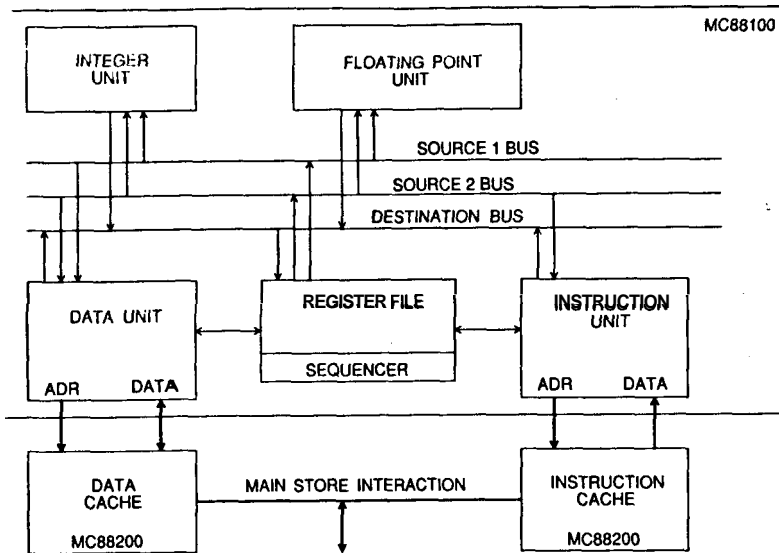 MC88100
INTEGER
UNIT
FLOATING POINT
UNIT
SOURCE 1 BUS
SOURCE 2 BUS
DESTINATION BUS
DATA UNIT
ADR DATA
REGISTER FILE
SEQUENCER
INSTRUCTION
UNIT
ADR DATA
DATA
CACHE
MC88200
MAIN STORE INTERACTION
INSTRUCTION
CACHE
MC88200